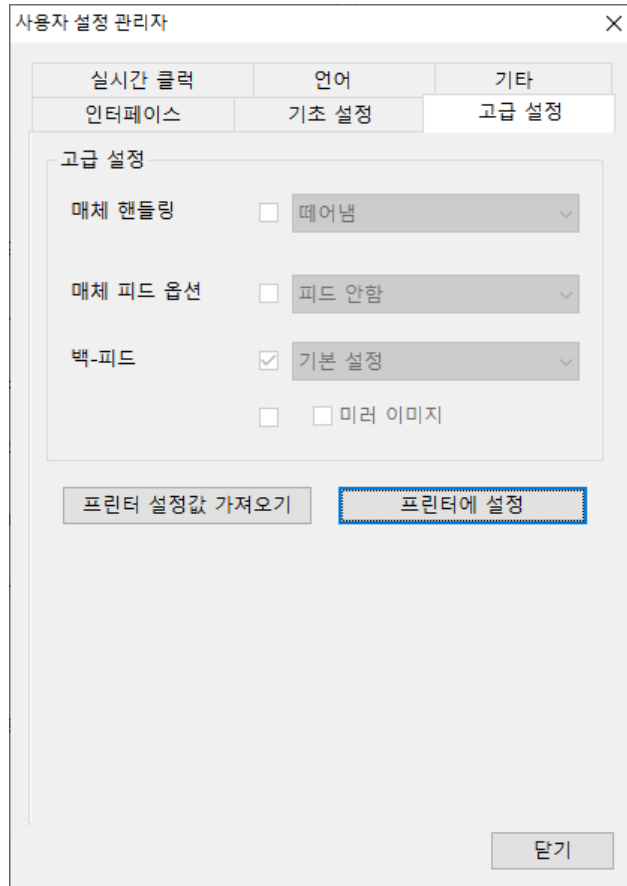 사용자 설정 관리자
실시간 클럭 언어 기타
인터페이스 기초 설정 고급 설정
고급 설정
매체 핸들링 떼어냄
매체 피드 옵션 피드 안함
백-피드 기본 설정
미러 이미지
프린터 설정값 가져오기 프린터에 설정
닫기